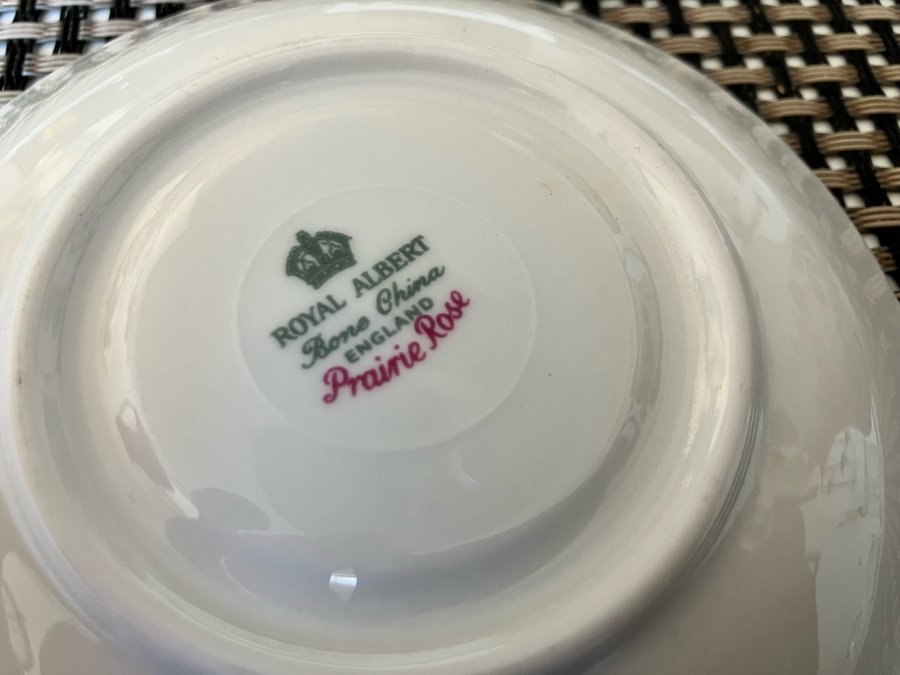 ROYAL ALBERT
Bone China
ENGLAND
Prairie Rose